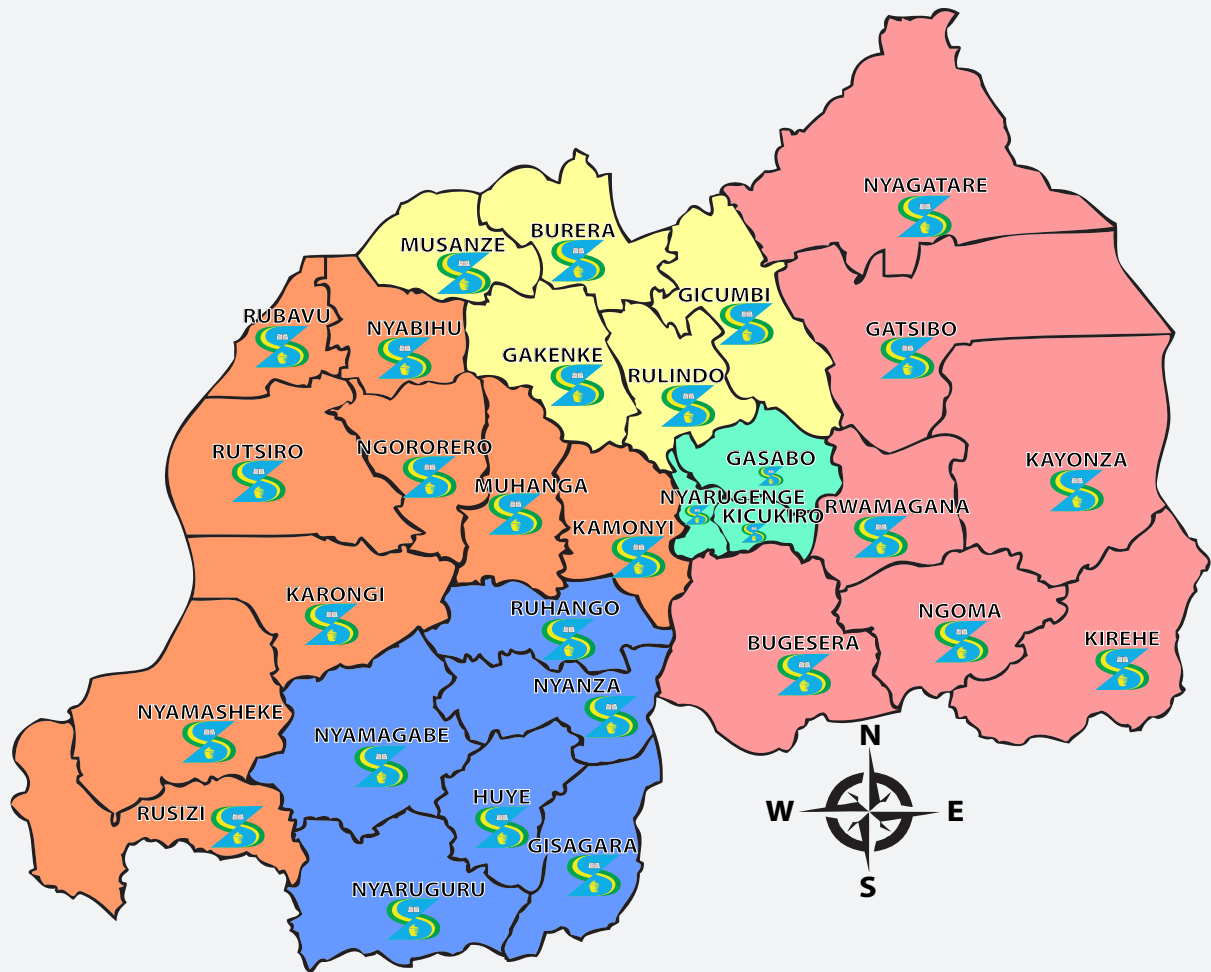 NYAGATARE
BURERA
MUSANZE
GICUMBI
RUBAVU
NYABIHU
GATSIBO
GAKENKE
RULINDO
RUTSIRO
NGORORERO
GASABO
KAYONZA
MUHANGA
NYARUGENGE
KICUKIRO
RWAMAGANA
KAMONYI
KARONGI
RUHANGO
NGOMA
BUGESERA
KIREHE
NYANZA
NYAMASHEKE
NYAMAGABE
N
HUYE
RUSIZI
W
E
GISAGARA
NYARUGURU
S